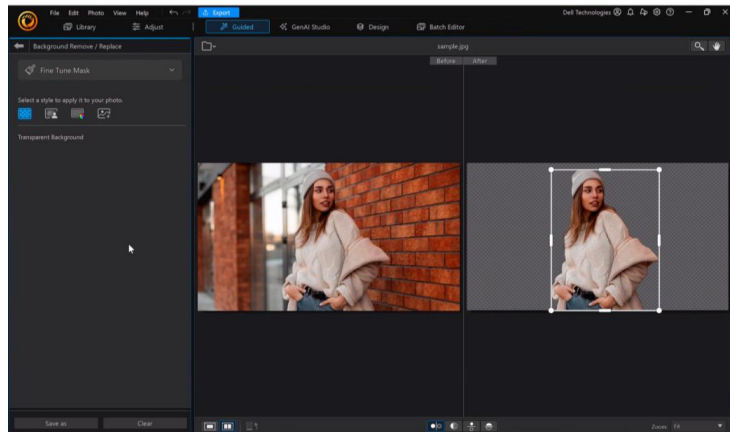 File Edit Photo View Help
Export
Dell Technologies
Library
Adjust
Guided
GenAI Studio
Design
Batch Editor
Background Remove / Replace
sample.jpg
Fine Tune Mask
Before After
Select a style to apply it to your photo.
Transparent Background
Save as
Clear
Zoom: Fit